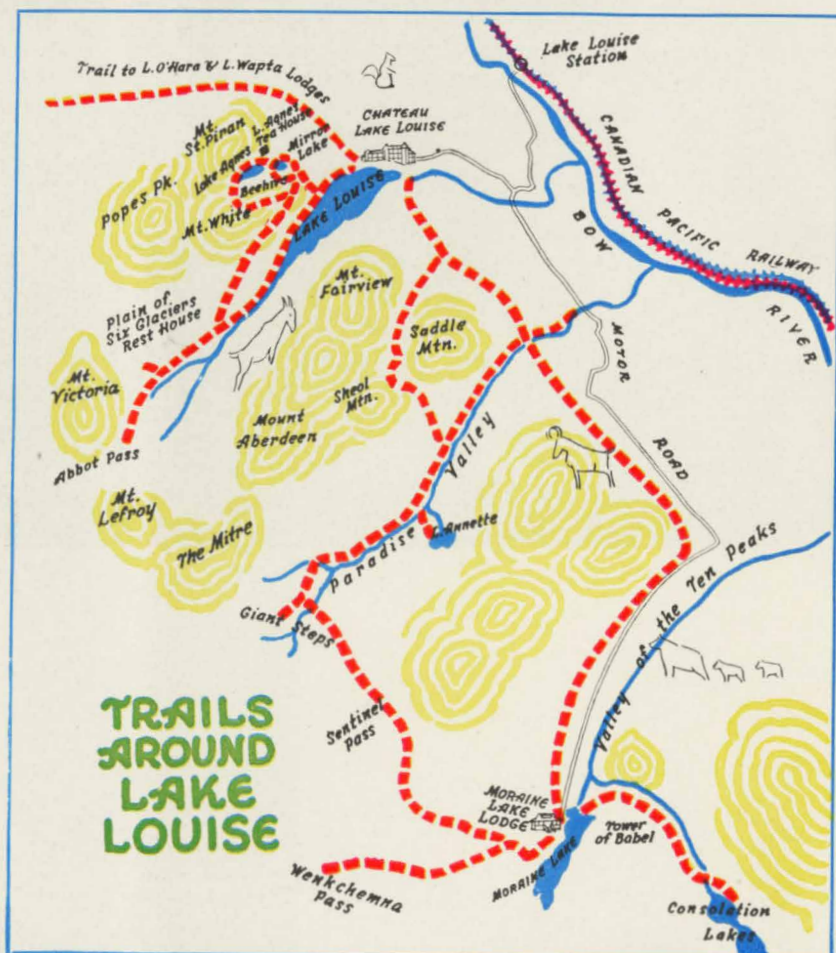 Lake Louise
Station
Trail to L.O'Hara & L.Wapta Lodges
CHATEAU
LAKE LOUISE
Mt.
St.Piran
L.Agnes
Tea House
Mirror
Lake
Lake Agnes
Beehive
Popes Pk.
Mt.White
LAKE LOUISE
CANADIAN PACIFIC RAILWAY
BOW RIVER
Mt.
Fairview
Plain of
Six Glaciers
Rest House
Saddle
Mtn.
MOTOR ROAD
Mt.
Victoria
Sheol
Mtn.
Mount
Aberdeen
Abbot Pass
Mt.
Lefroy
The Mitre
Paradise Valley
L.Annette
Giant Steps
Valley of the Ten Peaks
Sentinel
Pass
TRAILS
AROUND
LAKE
LOUISE
MORAINE
LAKE
LODGE
Tower
of Babel
MORAINE LAKE
Wenkchemna
Pass
Consolation
Lakes